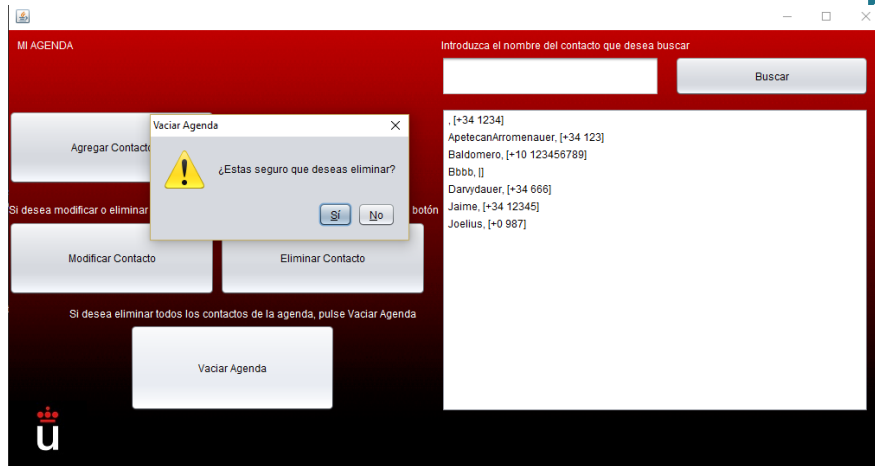 MI AGENDA
Introduzca el nombre del contacto que desea buscar
Buscar
Agregar Contacto
Vaciar Agenda
¿Estas seguro que deseas eliminar?
Sí
No
Si desea modificar o eliminar
botón
Modificar Contacto
Eliminar Contacto
Si desea eliminar todos los contactos de la agenda, pulse Vaciar Agenda
Vaciar Agenda
u
, [+34 1234]
ApetecanArromenauer, [+34 123]
Baldomero, [+10 123456789]
Bbbb, []
Darvydauer, [+34 666]
Jaime, [+34 12345]
Joelius, [+0 987]